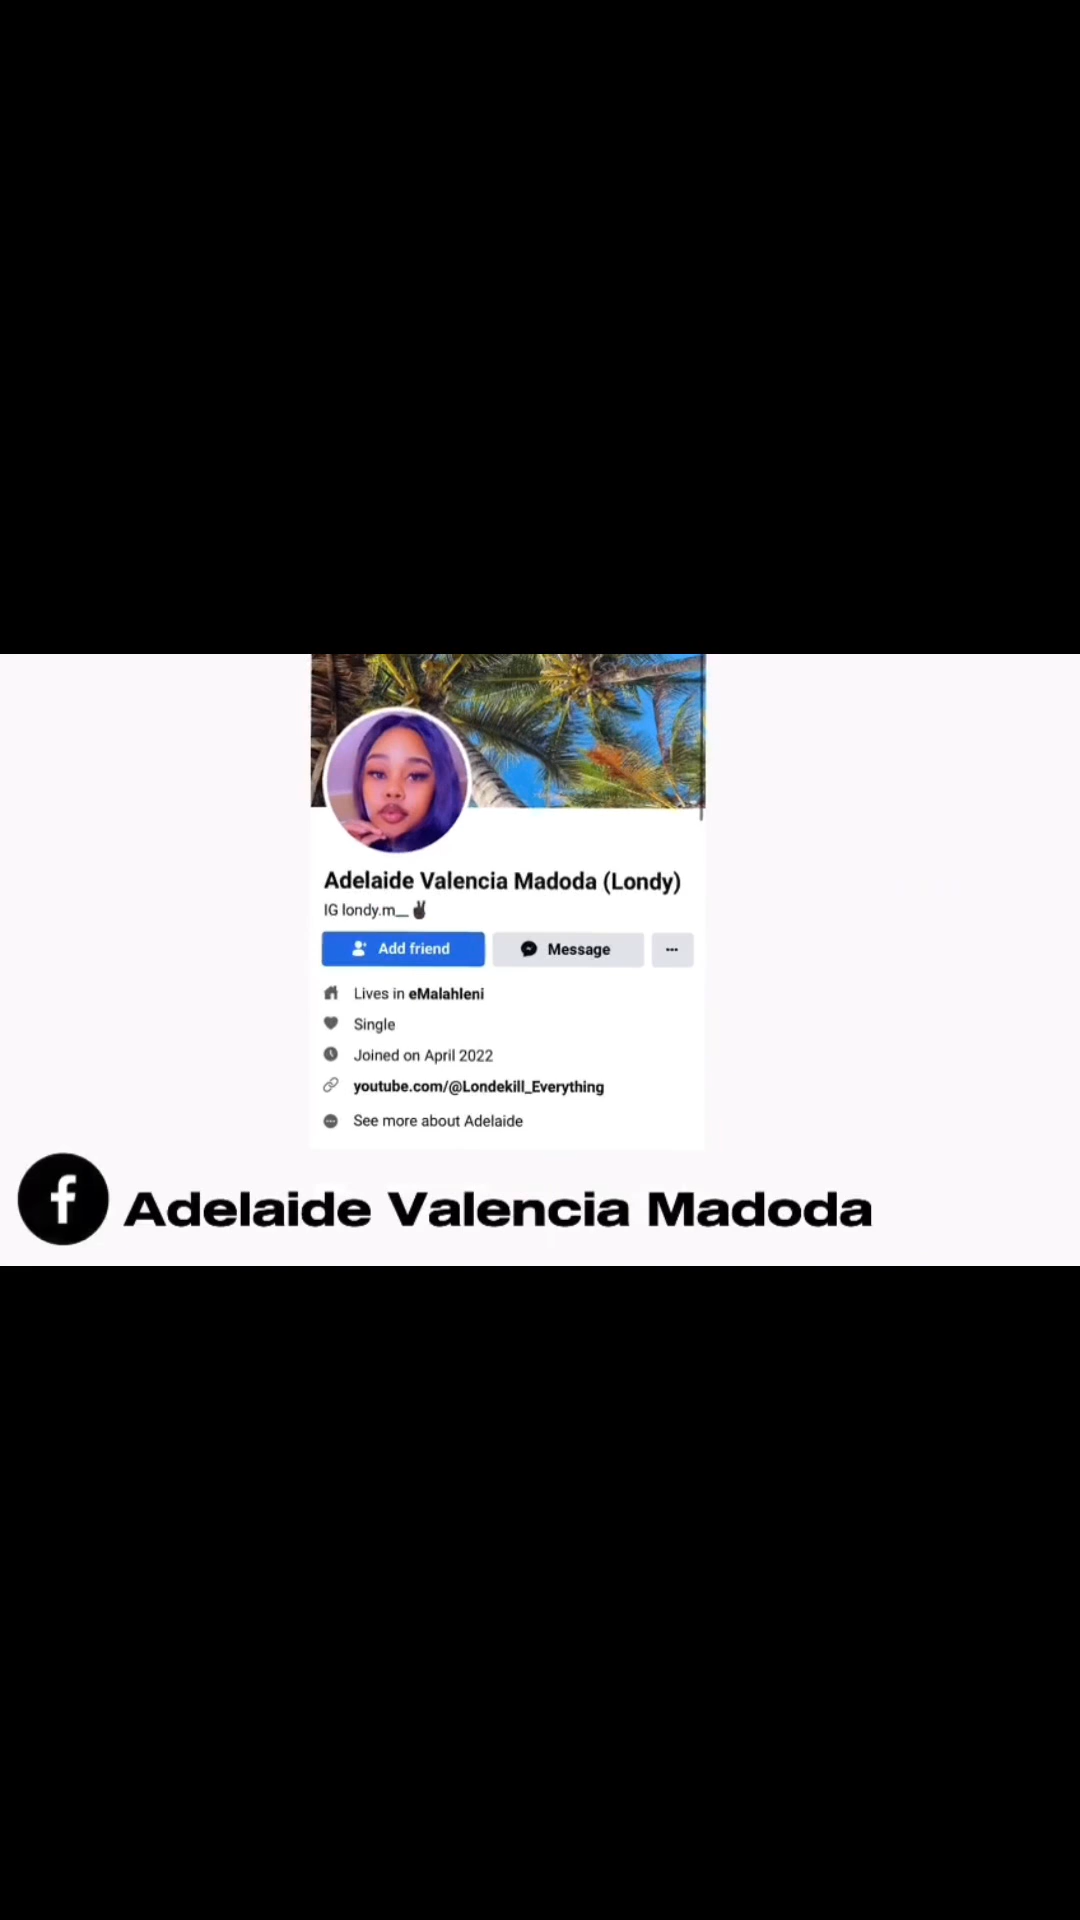 Adelaide Valencia Madoda (Londy)
IG londy.m__✌🏿
Add friend
Message
Lives in eMalahleni
Single
Joined on April 2022
youtube.com/@Londekill_Everything
See more about Adelaide
f Adelaide Valencia Madoda